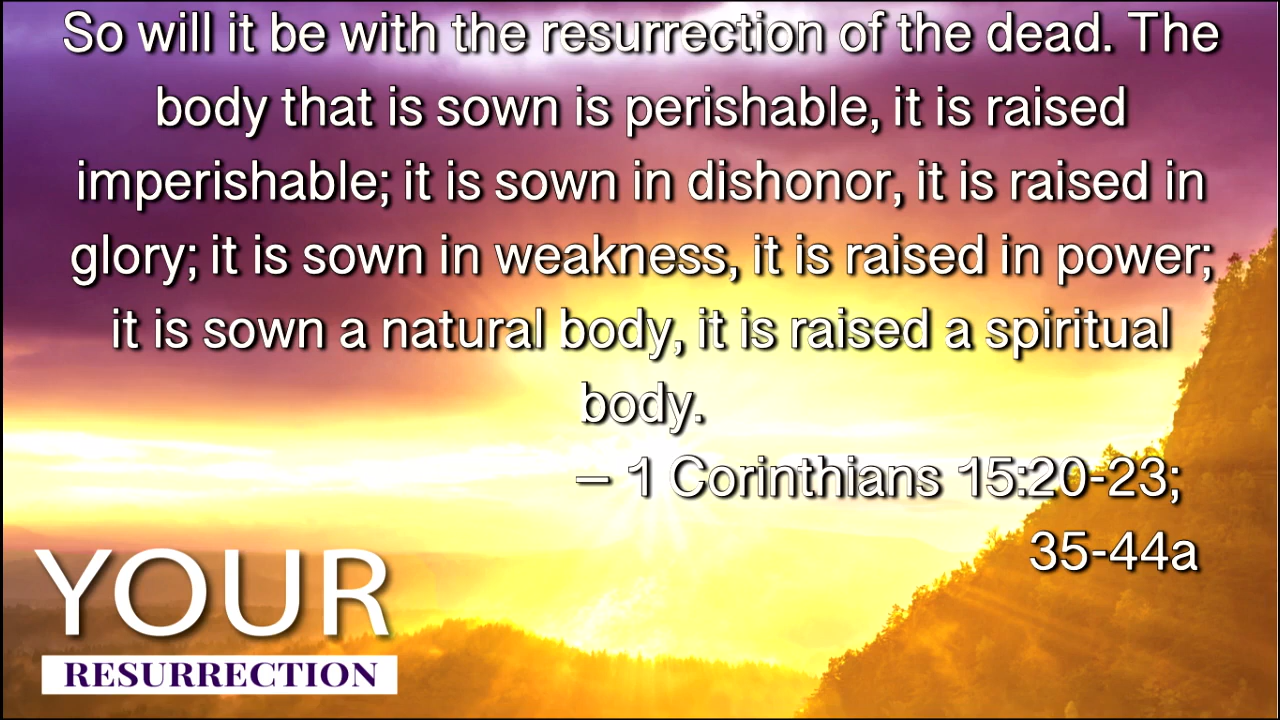 So will it be with the resurrection of the dead. The
body that is sown is perishable, it is raised
imperishable; it is sown in dishonor, it is raised in
glory; it is sown in weakness, it is raised in power;
it is sown a natural body, it is raised a spiritual
body.
– 1 Corinthians 15:20-23;
35-44a
YOUR
RESURRECTION